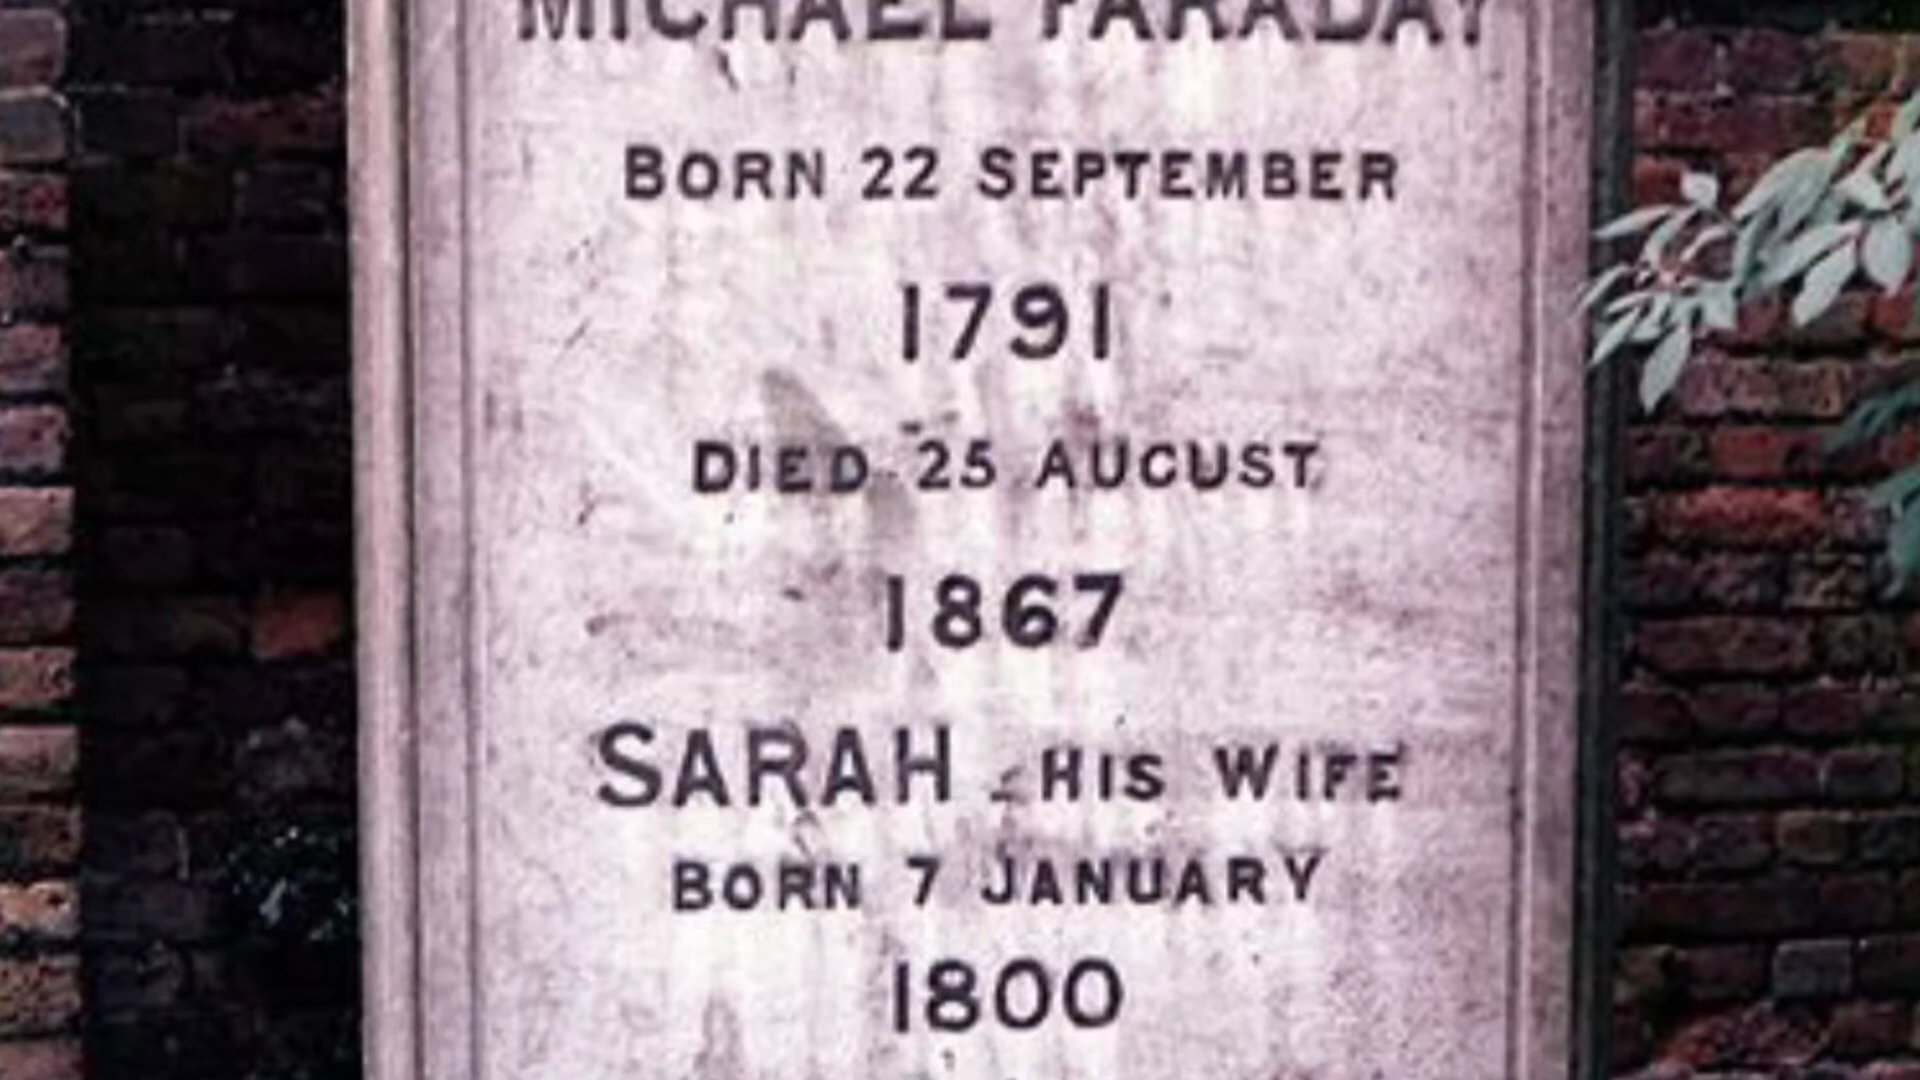 MICHAEL FARADAY
BORN 22 SEPTEMBER
1791
DIED 25 AUGUST
1867
SARAH HIS WIFE
BORN 7 JANUARY
1800